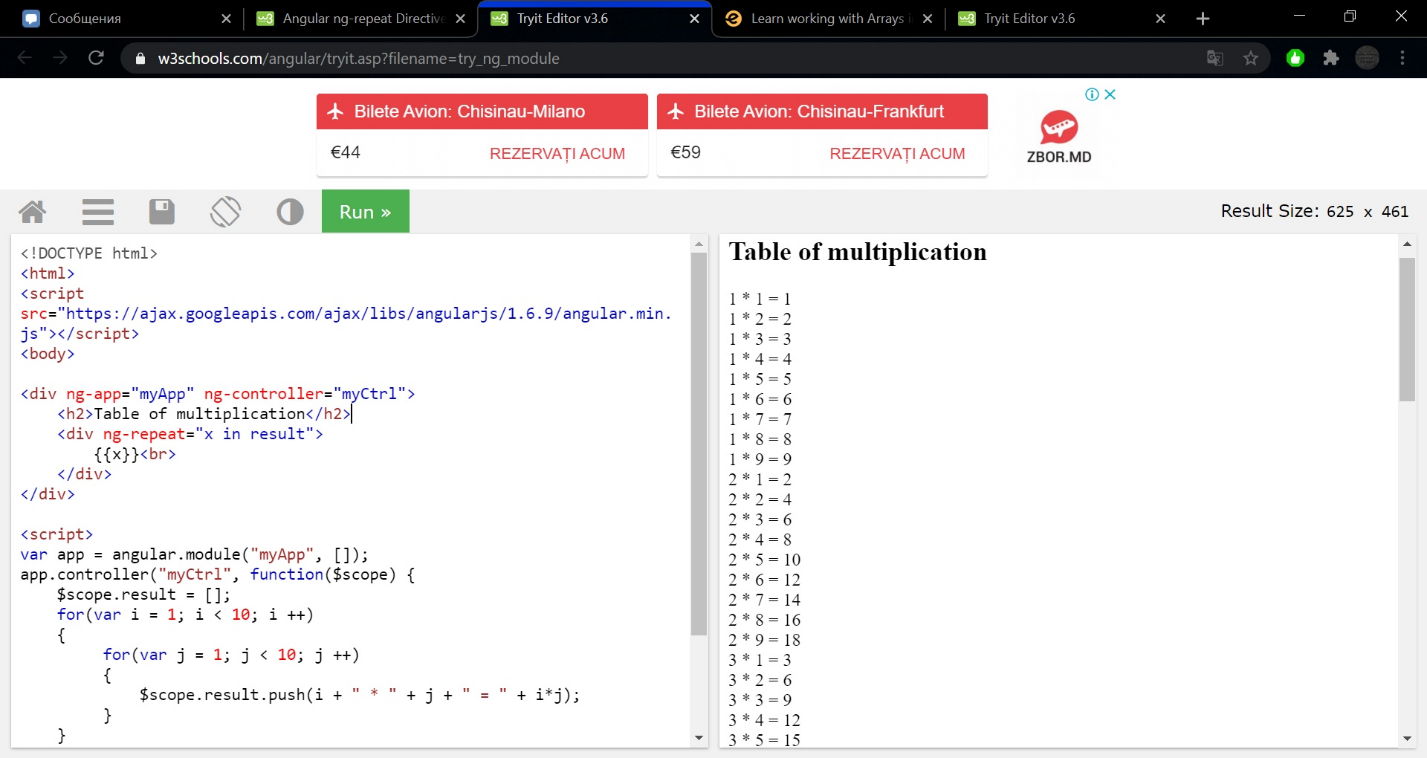 Сообщения
Angular ng-repeat Directive
Tryit Editor v3.6
Learn working with Arrays i
Tryit Editor v3.6
w3schools.com/angular/tryit.asp?filename=try_ng_module
Bilete Avion: Chisinau-Milano
€44
REZERVAȚI ACUM
Bilete Avion: Chisinau-Frankfurt
€59
REZERVAȚI ACUM
ZBOR.MD
Run »
Result Size: 625 x 461
<!DOCTYPE html>
<html>
<script
src="https://ajax.googleapis.com/ajax/libs/angularjs/1.6.9/angular.min.
js"></script>
<body>
<div ng-app="myApp" ng-controller="myCtrl">
<h2>Table of multiplication</h2>
<div ng-repeat="x in result">
{{x}}<br>
</div>
</div>
<script>
var app = angular.module("myApp", []);
app.controller("myCtrl", function($scope) {
$scope.result = [];
for(var i = 1; i < 10; i ++)
{
for(var j = 1; j < 10; j ++)
{
$scope.result.push(i + " * " + j + " = " + i*j);
}
}
Table of multiplication
1 * 1 = 1
1 * 2 = 2
1 * 3 = 3
1 * 4 = 4
1 * 5 = 5
1 * 6 = 6
1 * 7 = 7
1 * 8 = 8
1 * 9 = 9
2 * 1 = 2
2 * 2 = 4
2 * 3 = 6
2 * 4 = 8
2 * 5 = 10
2 * 6 = 12
2 * 7 = 14
2 * 8 = 16
2 * 9 = 18
3 * 1 = 3
3 * 2 = 6
3 * 3 = 9
3 * 4 = 12
3 * 5 = 15